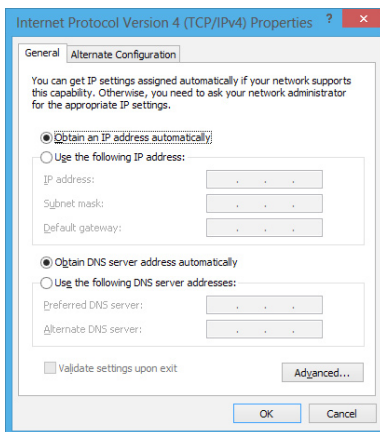 Internet Protocol Version 4 (TCP/IPv4) Properties ? ×
General Alternate Configuration
You can get IP settings assigned automatically if your network supports
this capability. Otherwise, you need to ask your network administrator
for the appropriate IP settings.
Obtain an IP address automatically
Use the following IP address:
IP address:
Subnet mask:
Default gateway:
Obtain DNS server address automatically
Use the following DNS server addresses:
Preferred DNS server:
Alternate DNS server:
Validate settings upon exit
Advanced...
OK Cancel